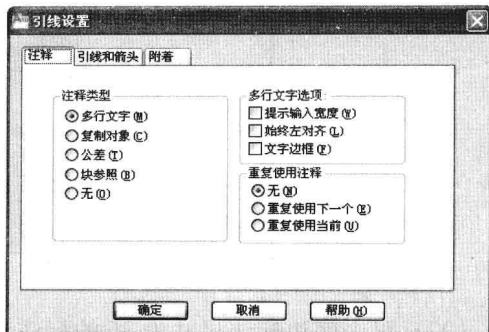 引线设置
注释 引线和箭头 附着
注释类型
多行文字(M)
复制对象(C)
公差(T)
块参照(B)
无(O)
多行文字选项:
提示输入宽度(W)
始终左对齐(L)
文字边框(F)
重复使用注释
无(N)
重复使用下一个(E)
重复使用当前(U)
确定 取消 帮助(H)